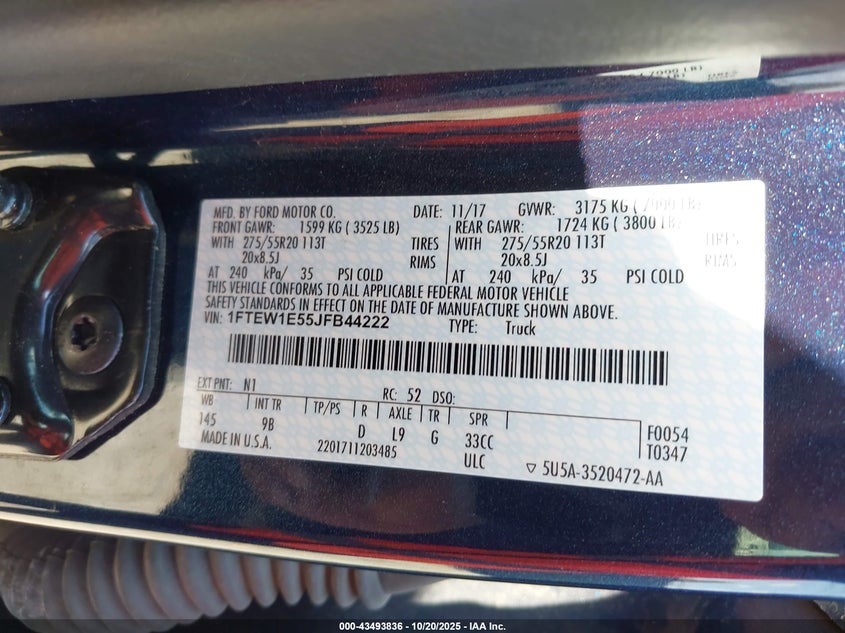 MFD. BY FORD MOTOR CO. DATE: 11/17 GVWR: 3175 KG ( 7999 LB)
FRONT GAWR: 1599 KG ( 3525 LB) REAR GAWR: 1724 KG ( 3800 LB)
WITH 275/55R20 113T TIRES WITH 275/55R20 113T TIRES
20x8.5J RIMS 20x8.5J RIMS
AT 240 kPa/ 35 PSI COLD AT 240 kPa/ 35 PSI COLD
THIS VEHICLE CONFORMS TO ALL APPLICABLE FEDERAL MOTOR VEHICLE
SAFETY STANDARDS IN EFFECT ON THE DATE OF MANUFACTURE SHOWN ABOVE.
VIN: 1FTEW1E55JFB44222 TYPE: Truck
EXT PNT: N1 RC: 52 DSO:
WB INT TR TP/PS R AXLE TR SPR
145 9B D L9 G 33CC F0054
MADE IN U.S.A. 2201711203485 ULC T0347
▽ 5U5A-3520472-AA
000-43493836 - 10/20/2025 - IAA Inc.